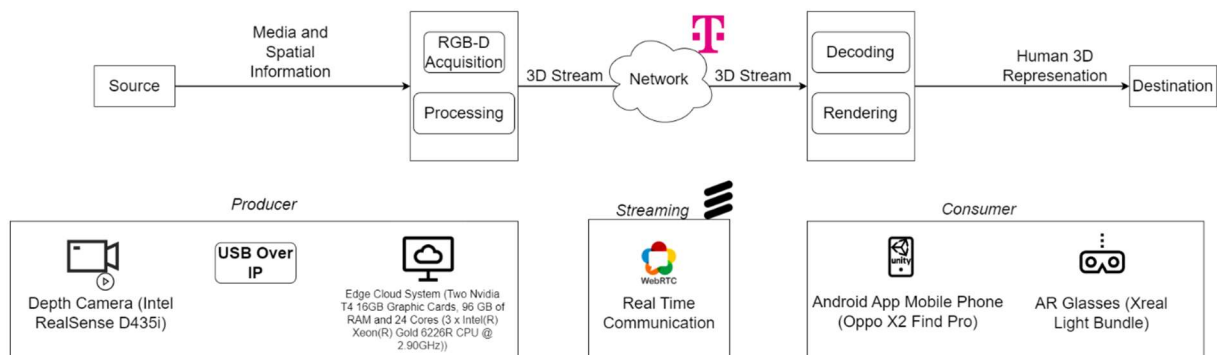 Media and
Spatial
Information
RGB-D
Acquisition
Decoding
Human 3D
Represenation
Source
3D Stream
Network
3D Stream
Destination
Processing
Rendering
Producer
Streaming
Consumer
USB Over
IP
unity
WebRTC
Depth Camera (Intel
RealSense D435i)
Edge Cloud System (Two Nvidia
T4 16GB Graphic Cards, 96 GB of
RAM and 24 Cores (3 x Intel(R)
Xeon(R) Gold 6226R CPU @
2.90GHz))
Real Time
Communication
Android App Mobile Phone
(Oppo X2 Find Pro)
AR Glasses (Xreal
Light Bundle)